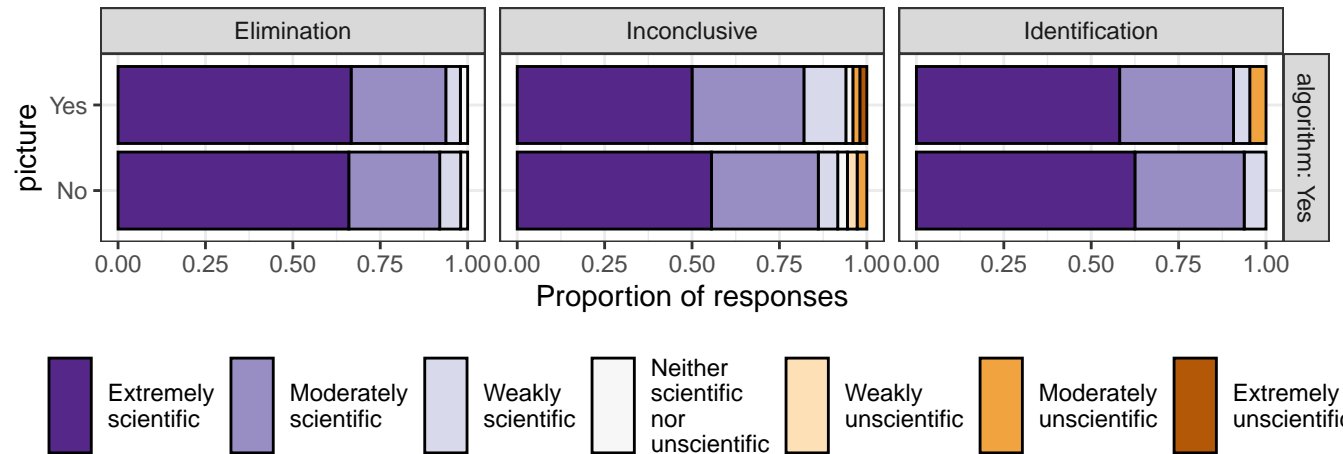 Elimination
Inconclusive
Identification
picture
Yes
No
algorithm: Yes
0.00 0.25 0.50 0.75 1.00
0.00 0.25 0.50 0.75 1.00
0.00 0.25 0.50 0.75 1.00
Proportion of responses
Extremely
scientific
Moderately
scientific
Weakly
scientific
Neither
scientific
nor
unscientific
Weakly
unscientific
Moderately
unscientific
Extremely
unscientific